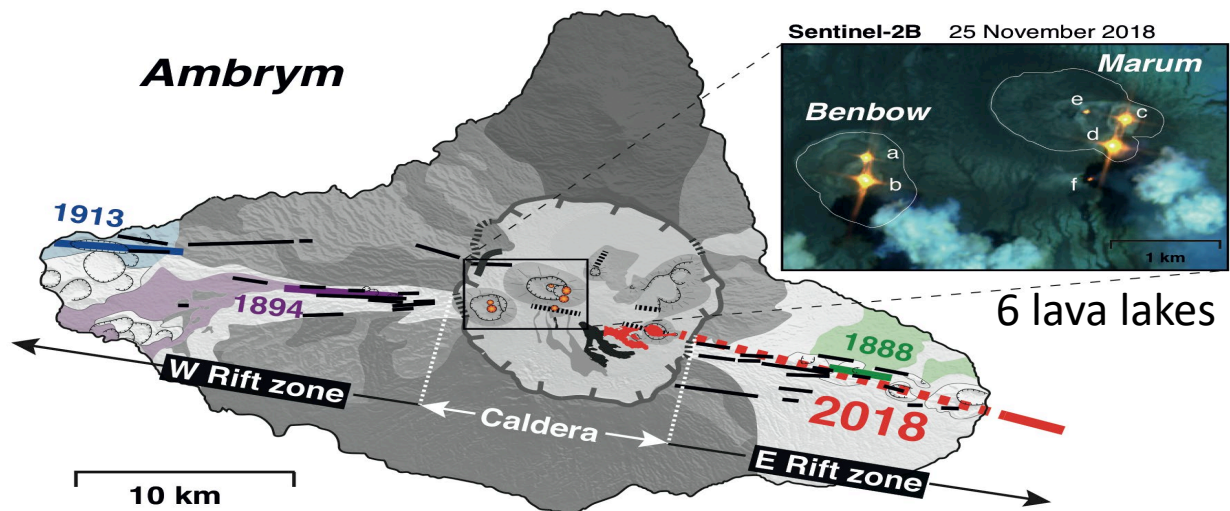 Ambrym
Sentinel-2B 25 November 2018
Marum
Benbow
e
c
d
a
b
f
1 km
6 lava lakes
1913
1894
1888
2018
W Rift zone
Caldera
E Rift zone
10 km